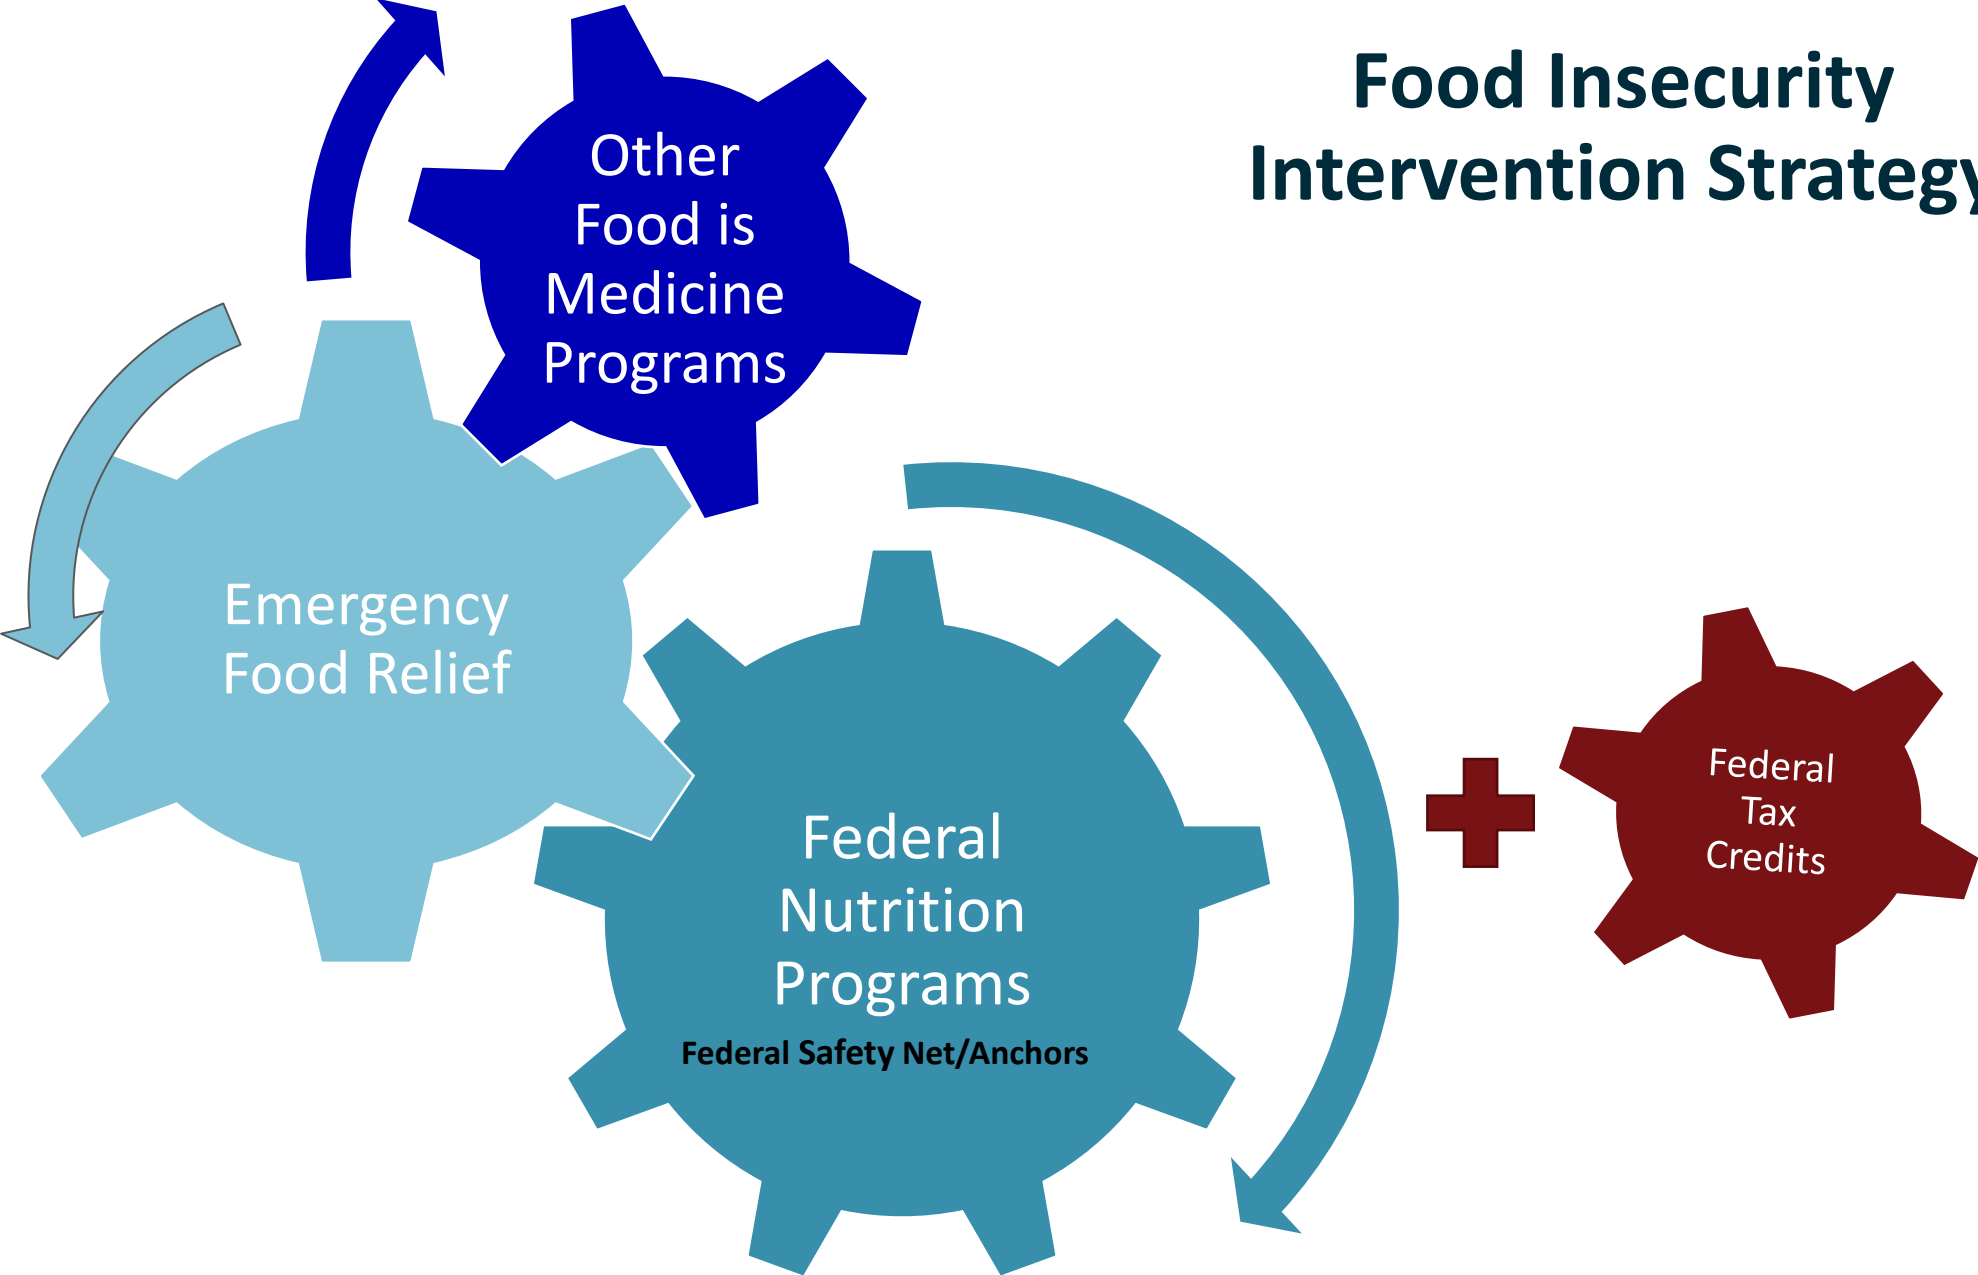 Food Insecurity
Intervention Strategy
Other
Food is
Medicine
Programs
Emergency
Food Relief
Federal
Nutrition
Programs
Federal Safety Net/Anchors
Federal
Tax
Credits